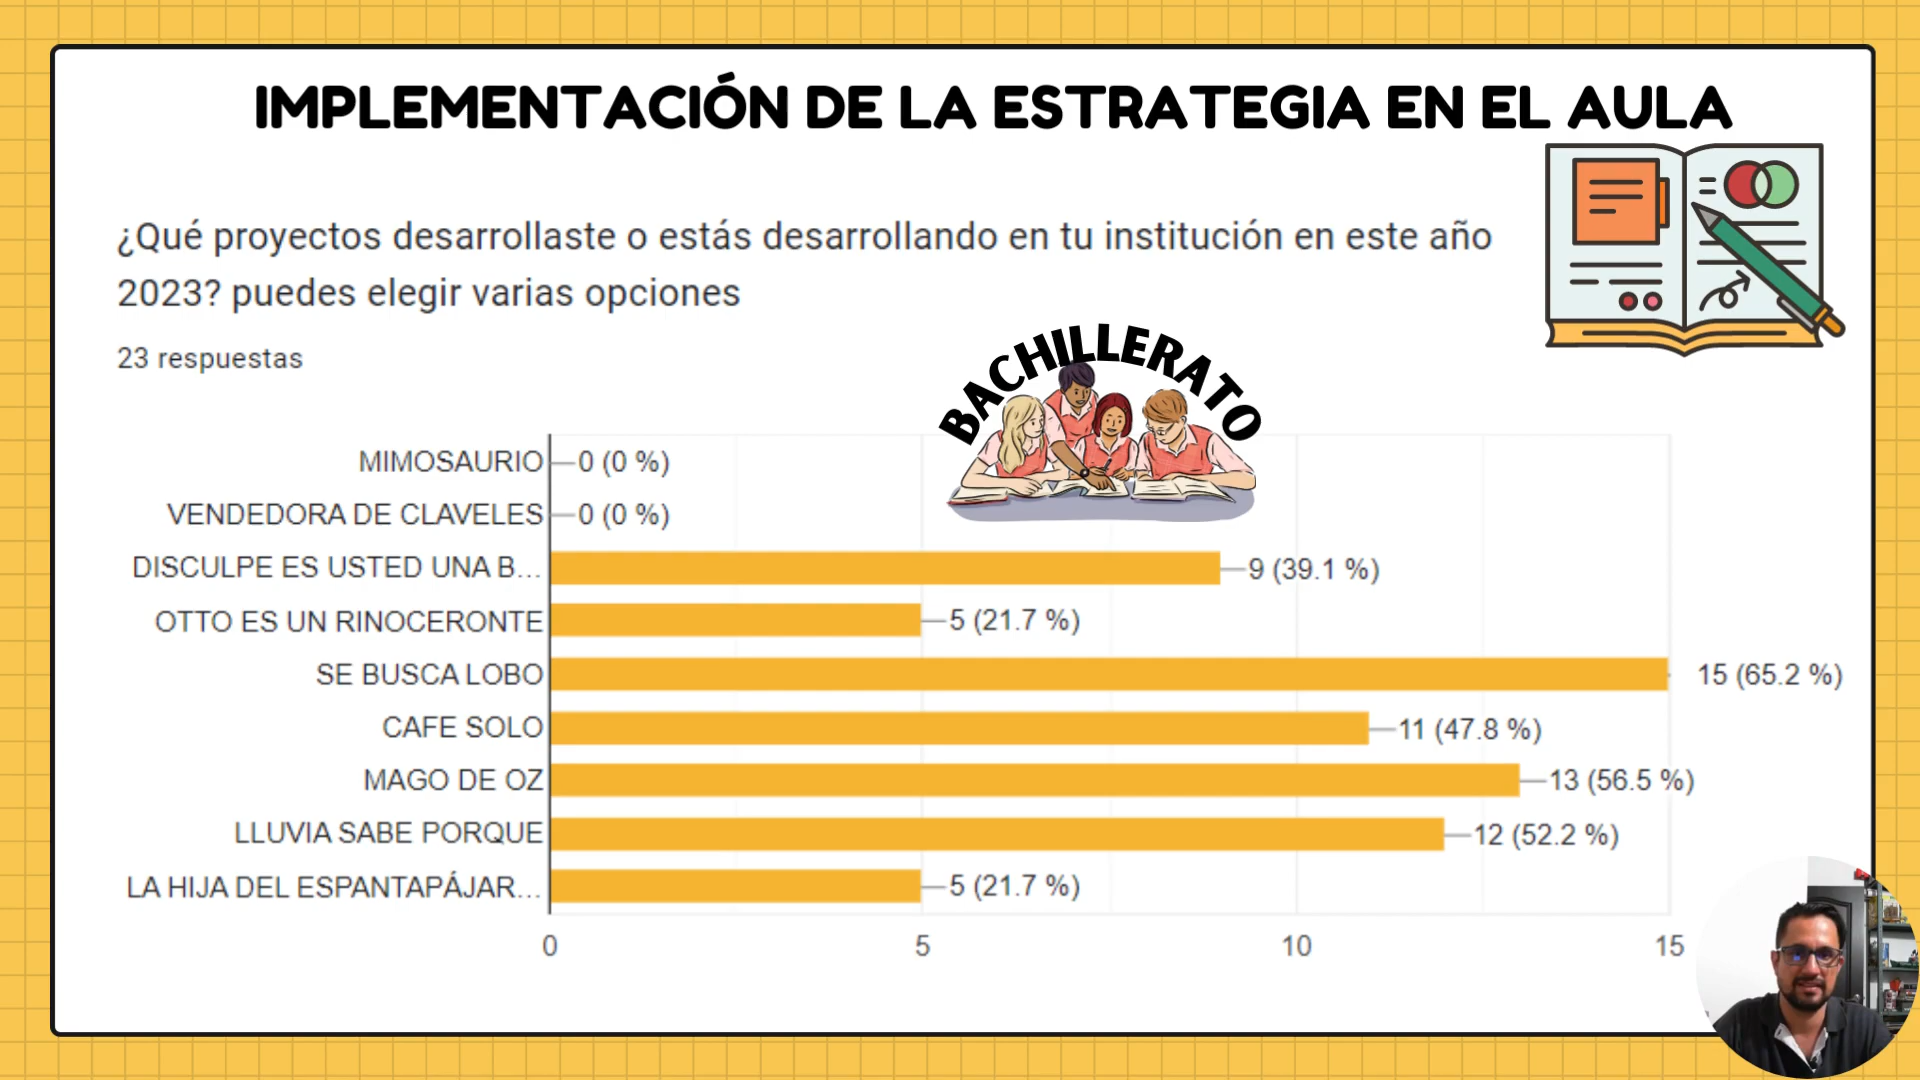 IMPLEMENTACIÓN DE LA ESTRATEGIA EN EL AULA
¿Qué proyectos desarrollaste o estás desarrollando en tu institución en este año
2023? puedes elegir varias opciones
23 respuestas
BACHILLERATO
MIMOSAURIO 0 (0 %)
VENDEDORA DE CLAVELES 0 (0 %)
DISCULPE ES USTED UNA B... 9 (39.1 %)
OTTO ES UN RINOCERONTE 5 (21.7 %)
SE BUSCA LOBO 15 (65.2 %)
CAFE SOLO 11 (47.8 %)
MAGO DE OZ 13 (56.5 %)
LLUVIA SABE PORQUE 12 (52.2 %)
LA HIJA DEL ESPANTAPÁJAR... 5 (21.7 %)
0 5 10 15